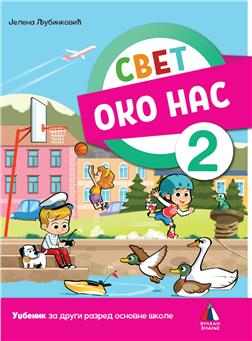 Јелена Љубинковић
СВЕТ
ОКО НАС
2
Уџбеник за други разред основне школе
ВУЛКАН
ЗНАЊЕ